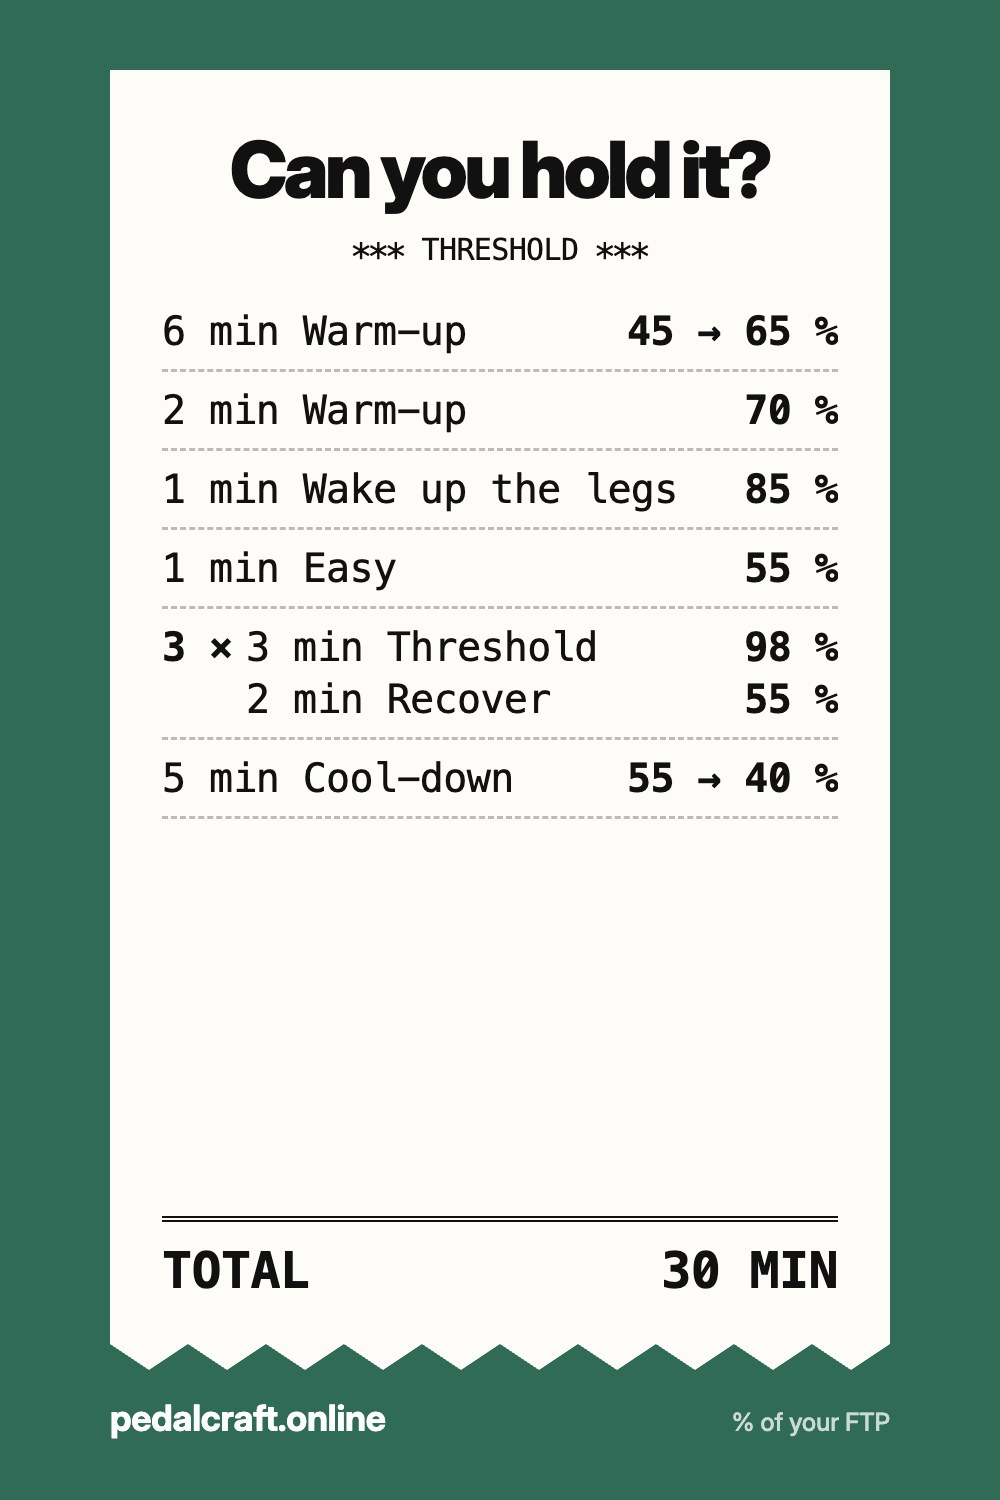 Can you hold it?
*** THRESHOLD ***
6 min Warm-up 45 → 65 %
2 min Warm-up 70 %
1 min Wake up the legs 85 %
1 min Easy 55 %
3 × 3 min Threshold 98 %
2 min Recover 55 %
5 min Cool-down 55 → 40 %
TOTAL 30 MIN
pedalcraft.online % of your FTP